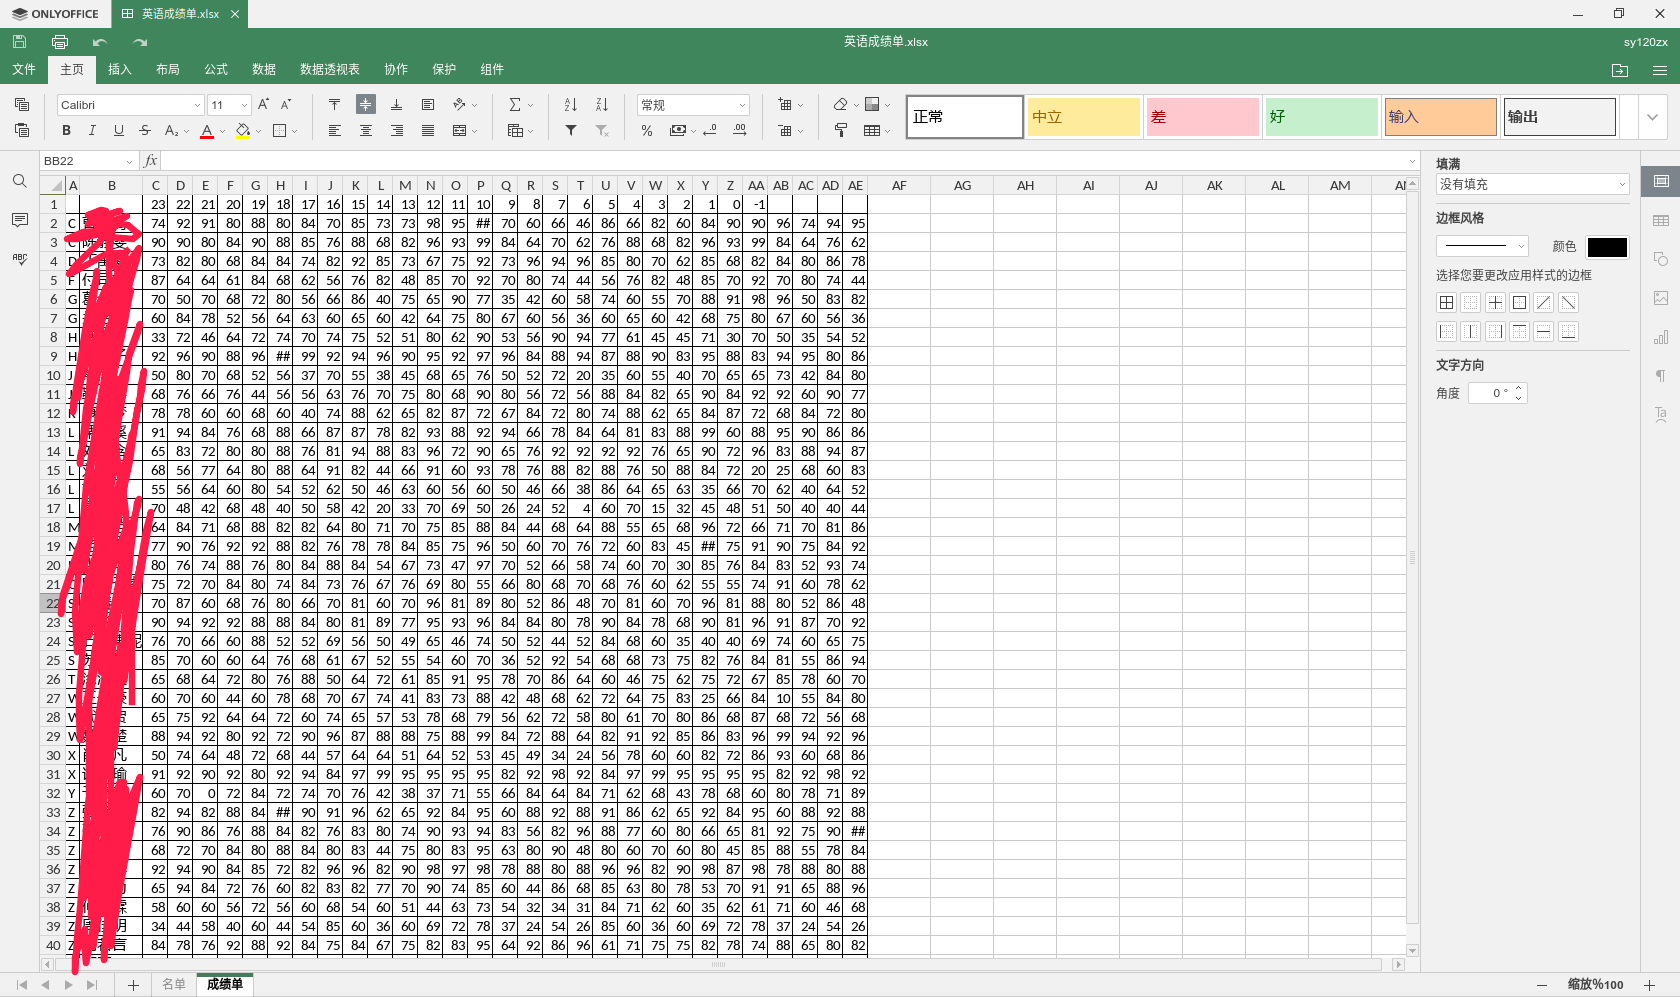 ONLYOFFICE 英语成绩单.xlsx
英语成绩单.xlsx sy120zx
文件 主页 插入 布局 公式 数据 数据透视表 协作 保护 组件
Calibri 11 常规
正常 中立 差 好 输入 输出
BB22 fx
填满
没有填充
边框风格
颜色
选择您要更改应用样式的边框
文字方向
角度 0 °
A B C D E F G H I J K L M N O P Q R S T U V W X Y Z AA AB AC AD AE AF AG AH AI AJ AK AL AM
1 23 22 21 20 19 18 17 16 15 14 13 12 11 10 9 8 7 6 5 4 3 2 1 0 -1
2 C 74 92 91 80 88 80 84 70 85 73 73 98 95 ## 70 60 66 46 86 66 82 60 84 90 90 96 74 94 95
3 C 90 90 80 84 90 88 85 76 88 68 82 96 93 99 84 64 70 62 76 88 68 82 96 93 99 84 64 76 62
4 73 82 80 68 84 84 74 82 92 85 73 67 75 92 73 96 94 96 85 80 70 62 85 68 82 84 80 86 78
5 F 87 64 64 61 84 68 62 56 76 82 48 85 70 92 70 80 74 44 56 76 82 48 85 70 92 70 80 74 44
6 G 70 50 70 68 72 80 56 66 86 40 75 65 90 77 35 42 60 58 74 60 55 70 88 91 98 96 50 83 82
7 G 60 84 78 52 56 64 63 60 65 60 42 64 75 80 67 60 56 36 60 65 60 42 68 75 80 67 60 56 36
8 H 33 72 46 64 72 74 70 74 75 52 51 80 62 90 53 56 90 94 77 61 45 45 71 30 70 50 35 54 52
9 H 92 96 90 88 96 ## 99 92 94 96 90 95 92 97 96 84 88 94 87 88 90 83 95 88 83 94 95 80 86
10 J 50 80 70 68 52 56 37 70 55 38 45 68 65 76 50 52 72 20 35 60 55 40 70 65 65 73 42 84 80
11 68 76 66 76 44 56 56 63 76 70 75 80 68 90 80 56 72 56 88 84 82 65 90 84 92 92 60 90 77
12 78 78 60 60 68 60 40 74 88 62 65 82 87 72 67 84 72 80 74 88 62 65 84 87 72 68 84 72 80
13 L 91 94 84 76 68 88 66 87 87 78 82 93 88 92 94 66 78 84 64 81 83 88 99 60 88 95 90 86 86
14 L 65 83 72 80 80 88 76 81 94 88 83 96 72 90 65 76 92 92 92 92 76 65 90 72 96 83 88 94 87
15 L 68 56 77 64 80 88 64 91 82 44 66 91 60 93 78 76 88 82 88 76 50 88 84 72 20 25 68 60 83
16 L 55 56 64 60 80 54 52 62 50 46 63 60 56 60 50 46 66 38 86 64 65 63 35 66 70 62 40 64 52
17 L 70 48 42 68 48 40 50 58 42 20 33 70 69 50 26 24 52 4 60 70 15 32 45 48 51 50 40 40 44
18 M 64 84 71 68 88 82 82 64 80 71 70 75 85 88 84 44 68 64 88 55 65 68 96 72 66 71 70 81 86
19 77 90 76 92 92 88 82 76 78 78 84 85 75 96 50 60 70 76 72 60 83 45 ## 75 91 90 75 84 92
20 80 76 74 88 76 80 84 88 84 54 67 73 47 97 70 52 66 58 74 60 70 30 85 76 84 83 52 93 74
21 75 72 70 84 80 74 84 73 76 67 76 69 80 55 66 80 68 70 68 76 60 62 55 55 74 91 60 78 62
22 70 87 60 68 76 80 66 70 81 60 70 96 81 89 80 52 86 48 70 81 60 70 96 81 88 80 52 86 48
23 90 94 92 92 88 88 84 80 81 89 77 95 93 96 84 84 80 78 90 84 78 68 90 81 96 91 87 70 92
24 S 76 70 66 60 88 52 52 69 56 50 49 65 46 74 50 52 44 52 84 68 60 35 40 40 69 74 60 65 75
25 S 85 70 60 60 64 76 68 61 67 52 55 54 60 70 36 52 92 54 68 68 73 75 82 76 84 81 55 86 94
26 T 65 68 64 72 80 76 88 50 64 72 61 85 91 95 78 70 86 64 60 46 75 62 75 72 67 85 78 60 70
27 W 60 70 60 44 60 78 68 70 67 74 41 83 73 88 42 48 68 62 72 64 75 83 25 66 84 10 55 84 80
28 W 65 75 92 64 64 72 60 74 65 57 53 78 68 79 56 62 72 58 80 61 70 80 86 68 87 68 72 56 68
29 W 88 94 92 80 92 72 90 96 87 88 88 75 88 99 84 72 88 64 82 91 92 85 86 83 96 99 94 92 96
30 X 50 74 64 48 72 68 44 57 64 64 51 64 52 53 45 49 34 24 56 78 60 60 82 72 86 93 60 68 86
31 X 91 92 90 92 80 92 94 84 97 99 95 95 95 95 82 92 98 92 84 97 99 95 95 95 95 82 92 98 92
32 Y 60 70 0 72 84 72 74 70 76 42 38 37 71 55 66 84 64 84 71 62 68 43 78 68 60 80 78 71 89
33 Z 82 94 82 88 84 ## 90 91 96 62 65 92 84 95 60 88 92 88 91 86 62 65 92 84 95 60 88 92 88
34 Z 76 90 86 76 88 84 82 76 83 80 74 90 93 94 83 56 82 96 88 77 60 80 66 65 81 92 75 90 ##
35 Z 68 72 70 84 80 88 84 80 83 44 75 80 83 95 63 80 90 48 80 60 70 60 80 45 85 88 55 78 84
36 Z 92 94 90 84 85 72 82 96 96 82 90 98 97 98 78 88 80 88 96 96 82 90 98 87 98 78 88 80 88
37 Z 65 94 84 72 76 60 82 83 82 77 70 90 74 85 60 44 86 68 85 63 80 78 53 70 91 91 65 88 96
38 Z 58 60 60 56 72 56 60 68 54 60 51 44 63 73 54 32 34 31 84 71 62 60 35 62 61 71 60 46 68
39 Z 34 44 58 40 60 44 54 85 60 36 60 69 72 78 37 24 54 26 85 60 36 60 69 72 78 37 24 54 26
40 Z 84 78 76 92 88 92 84 75 84 67 75 82 83 95 64 92 86 96 61 71 75 75 82 78 74 88 65 80 82
名单 成绩单 缩放%100